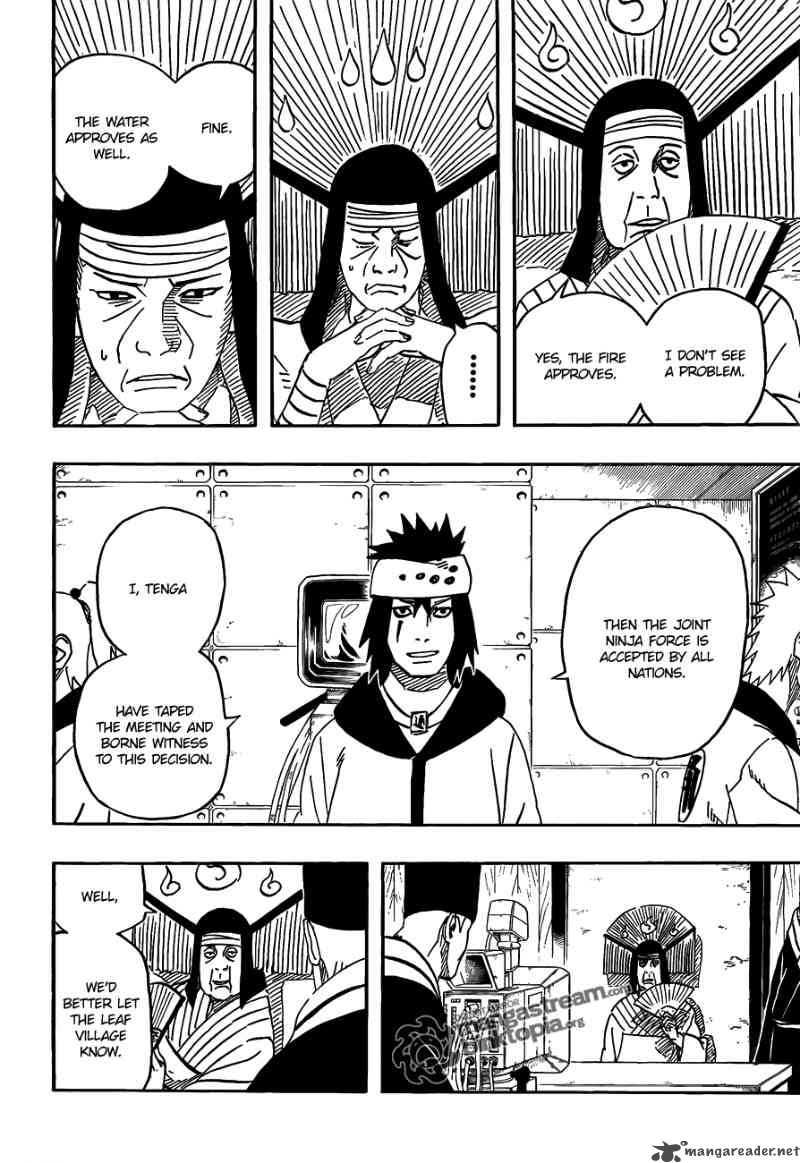 I DON'T SEE
A PROBLEM.
YES, THE FIRE
APPROVES.
........
FINE.
THE WATER
APPROVES AS
WELL.
THEN THE JOINT
NINJA FORCE IS
ACCEPTED BY ALL
NATIONS.
I, TENGA
HAVE TAPED
THE MEETING AND
BORNE WITNESS
TO THIS DECISION.
mangastream.com
.org
WELL,
WE'D
BETTER LET
THE LEAF
VILLAGE
KNOW.
mangareader.net